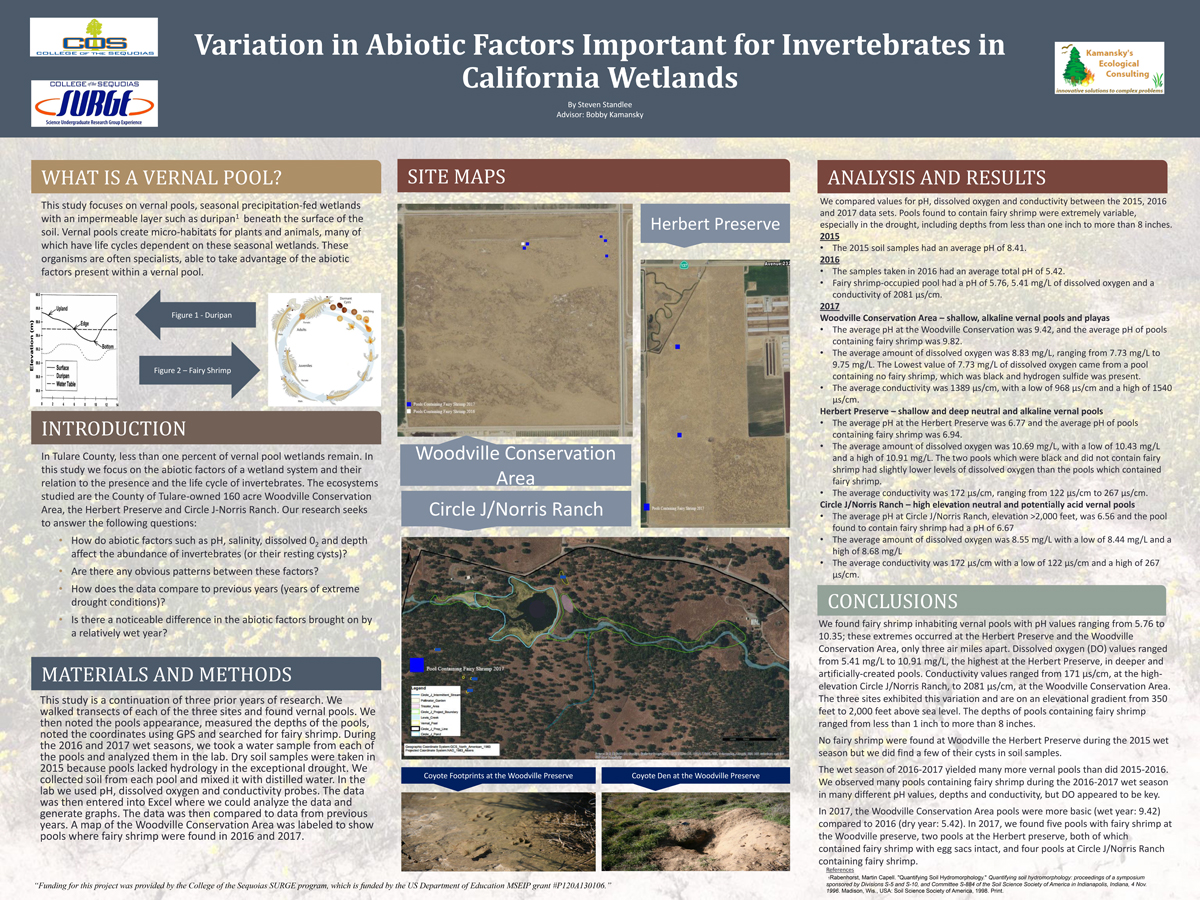 COS
COLLEGE OF THE SEQUOIAS
COLLEGE of the SEQUOIAS
SURGE
Science Undergraduate Research Group Experience
Variation in Abiotic Factors Important for Invertebrates in
California Wetlands
By Steven Standlee
Advisor: Bobby Kamansky
Kamansky's
Ecological
Consulting
innovative solutions to complex problems
WHAT IS A VERNAL POOL?
This study focuses on vernal pools, seasonal precipitation-fed wetlands
with an impermeable layer such as duripan1 beneath the surface of the
soil. Vernal pools create micro-habitats for plants and animals, many of
which have life cycles dependent on these seasonal wetlands. These
organisms are often specialists, able to take advantage of the abiotic
factors present within a vernal pool.
Elevation (m)
Upland
Edge
Bottom
Surface
Duripan
Water Table
Figure 1 - Duripan
Figure 2 – Fairy Shrimp
Adults
Juveniles
INTRODUCTION
In Tulare County, less than one percent of vernal pool wetlands remain. In
this study we focus on the abiotic factors of a wetland system and their
relation to the presence and the life cycle of invertebrates. The ecosystems
studied are the County of Tulare-owned 160 acre Woodville Conservation
Area, the Herbert Preserve and Circle J-Norris Ranch. Our research seeks
to answer the following questions:
• How do abiotic factors such as pH, salinity, dissolved 02 and depth
affect the abundance of invertebrates (or their resting cysts)?
• Are there any obvious patterns between these factors?
• How does the data compare to previous years (years of extreme
drought conditions)?
• Is there a noticeable difference in the abiotic factors brought on by
a relatively wet year?
MATERIALS AND METHODS
This study is a continuation of three prior years of research. We
walked transects of each of the three sites and found vernal pools. We
then noted the pools appearance, measured the depths of the pools,
noted the coordinates using GPS and searched for fairy shrimp. During
the 2016 and 2017 wet seasons, we took a water sample from each of
the pools and analyzed them in the lab. Dry soil samples were taken in
2015 because pools lacked hydrology in the exceptional drought. We
collected soil from each pool and mixed it with distilled water. In the
lab we used pH, dissolved oxygen and conductivity probes. The data
was then entered into Excel where we could analyze the data and
generate graphs. The data was then compared to data from previous
years. A map of the Woodville Conservation Area was labeled to show
pools where fairy shrimp were found in 2016 and 2017.
"Funding for this project was provided by the College of the Sequoias SURGE program, which is funded by the US Department of Education MSEIP grant #P120A130106."
SITE MAPS
Pools Containing Fairy Shrimp 2017
Pools Containing Fairy Shrimp 2016
Herbert Preserve
Avenue 232
Pools Containing Fairy Shrimp 2017
Woodville Conservation
Area
Circle J/Norris Ranch
Pool Containing Fairy Shrimp 2017
Legend
Coyote Footprints at the Woodville Preserve
Coyote Den at the Woodville Preserve
ANALYSIS AND RESULTS
We compared values for pH, dissolved oxygen and conductivity between the 2015, 2016
and 2017 data sets. Pools found to contain fairy shrimp were extremely variable,
especially in the drought, including depths from less than one inch to more than 8 inches.
2015
• The 2015 soil samples had an average pH of 8.41.
2016
• The samples taken in 2016 had an average total pH of 5.42.
• Fairy shrimp-occupied pool had a pH of 5.76, 5.41 mg/L of dissolved oxygen and a
conductivity of 2081 µs/cm.
2017
Woodville Conservation Area – shallow, alkaline vernal pools and playas
• The average pH at the Woodville Conservation was 9.42, and the average pH of pools
containing fairy shrimp was 9.82.
• The average amount of dissolved oxygen was 8.83 mg/L, ranging from 7.73 mg/L to
9.75 mg/L. The Lowest value of 7.73 mg/L of dissolved oxygen came from a pool
containing no fairy shrimp, which was black and hydrogen sulfide was present.
• The average conductivity was 1389 µs/cm, with a low of 968 µs/cm and a high of 1540
µs/cm.
Herbert Preserve – shallow and deep neutral and alkaline vernal pools
• The average pH at the Herbert Preserve was 6.77 and the average pH of pools
containing fairy shrimp was 6.94.
• The average amount of dissolved oxygen was 10.69 mg/L, with a low of 10.43 mg/L
and a high of 10.91 mg/L. The two pools which were black and did not contain fairy
shrimp had slightly lower levels of dissolved oxygen than the pools which contained
fairy shrimp.
• The average conductivity was 172 µs/cm, ranging from 122 µs/cm to 267 µs/cm.
Circle J/Norris Ranch – high elevation neutral and potentially acid vernal pools
• The average pH at Circle J/Norris Ranch, elevation >2,000 feet, was 6.56 and the pool
found to contain fairy shrimp had a pH of 6.67
• The average amount of dissolved oxygen was 8.55 mg/L with a low of 8.44 mg/L and a
high of 8.68 mg/L
• The average conductivity was 172 µs/cm with a low of 122 µs/cm and a high of 267
µs/cm.
CONCLUSIONS
We found fairy shrimp inhabiting vernal pools with pH values ranging from 5.76 to
10.35; these extremes occurred at the Herbert Preserve and the Woodville
Conservation Area, only three air miles apart. Dissolved oxygen (DO) values ranged
from 5.41 mg/L to 10.91 mg/L, the highest at the Herbert Preserve, in deeper and
artificially-created pools. Conductivity values ranged from 171 µs/cm, at the high-
elevation Circle J/Norris Ranch, to 2081 µs/cm, at the Woodville Conservation Area.
The three sites exhibited this variation and are on an elevational gradient from 350
feet to 2,000 feet above sea level. The depths of pools containing fairy shrimp
ranged from less than 1 inch to more than 8 inches.
No fairy shrimp were found at Woodville the Herbert Preserve during the 2015 wet
season but we did find a few of their cysts in soil samples.
The wet season of 2016-2017 yielded many more vernal pools than did 2015-2016.
We observed many pools containing fairy shrimp during the 2016-2017 wet season
in many different pH values, depths and conductivity, but DO appeared to be key.
In 2017, the Woodville Conservation Area pools were more basic (wet year: 9.42)
compared to 2016 (dry year: 5.42). In 2017, we found five pools with fairy shrimp at
the Woodville preserve, two pools at the Herbert preserve, both of which
contained fairy shrimp with egg sacs intact, and four pools at Circle J/Norris Ranch
containing fairy shrimp.
References
Rabenhorst, Martin Capell. "Quantifying Soil Hydromorphology." Quantifying soil hydromorphology: proceedings of a symposium
sponsored by Divisions S-5 and S-10, and Committee S-884 of the Soil Science Society of America in Indianapolis, Indiana, 4 Nov.
1996. Madison, Wis., USA: Soil Science Society of America, 1998. Print.